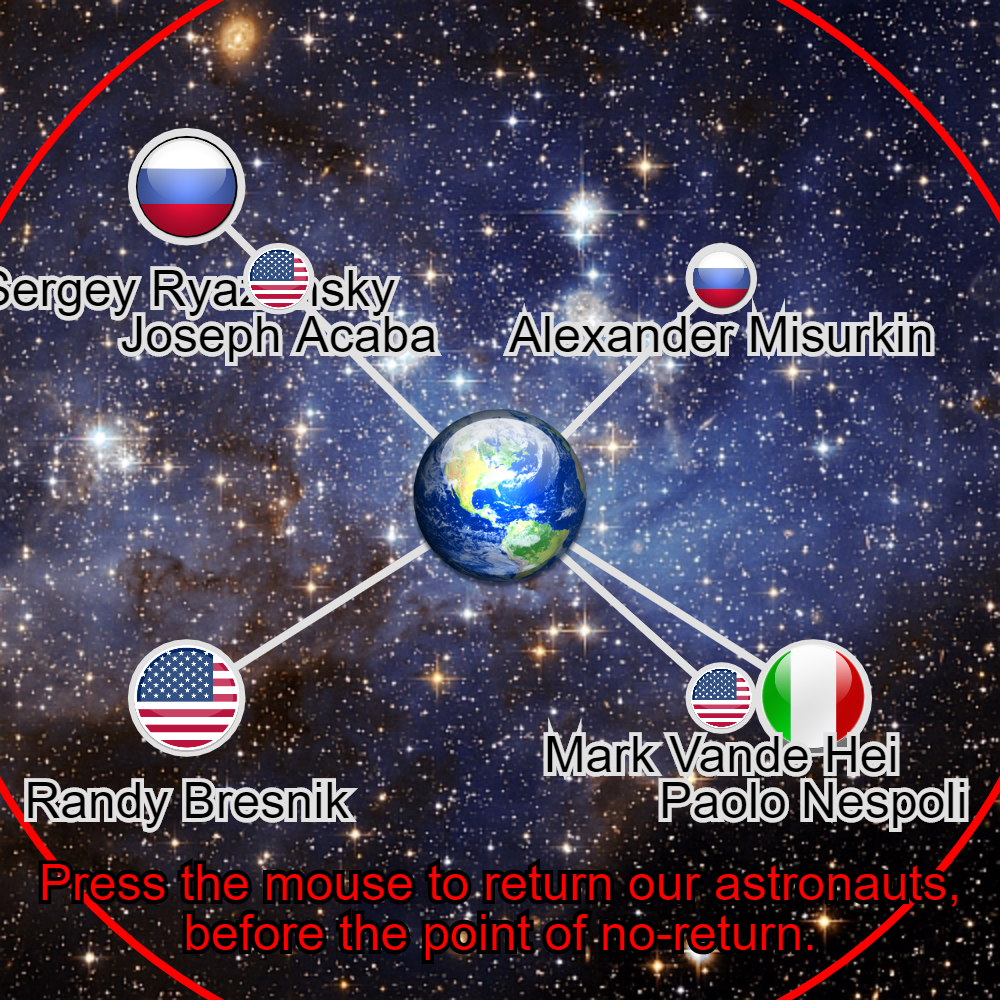 Sergey Ryazansky
Joseph Acaba
Alexander Misurkin
Mark Vande Hei
Randy Bresnik
Paolo Nespoli
Press the mouse to return our astronauts,
before the point of no-return.